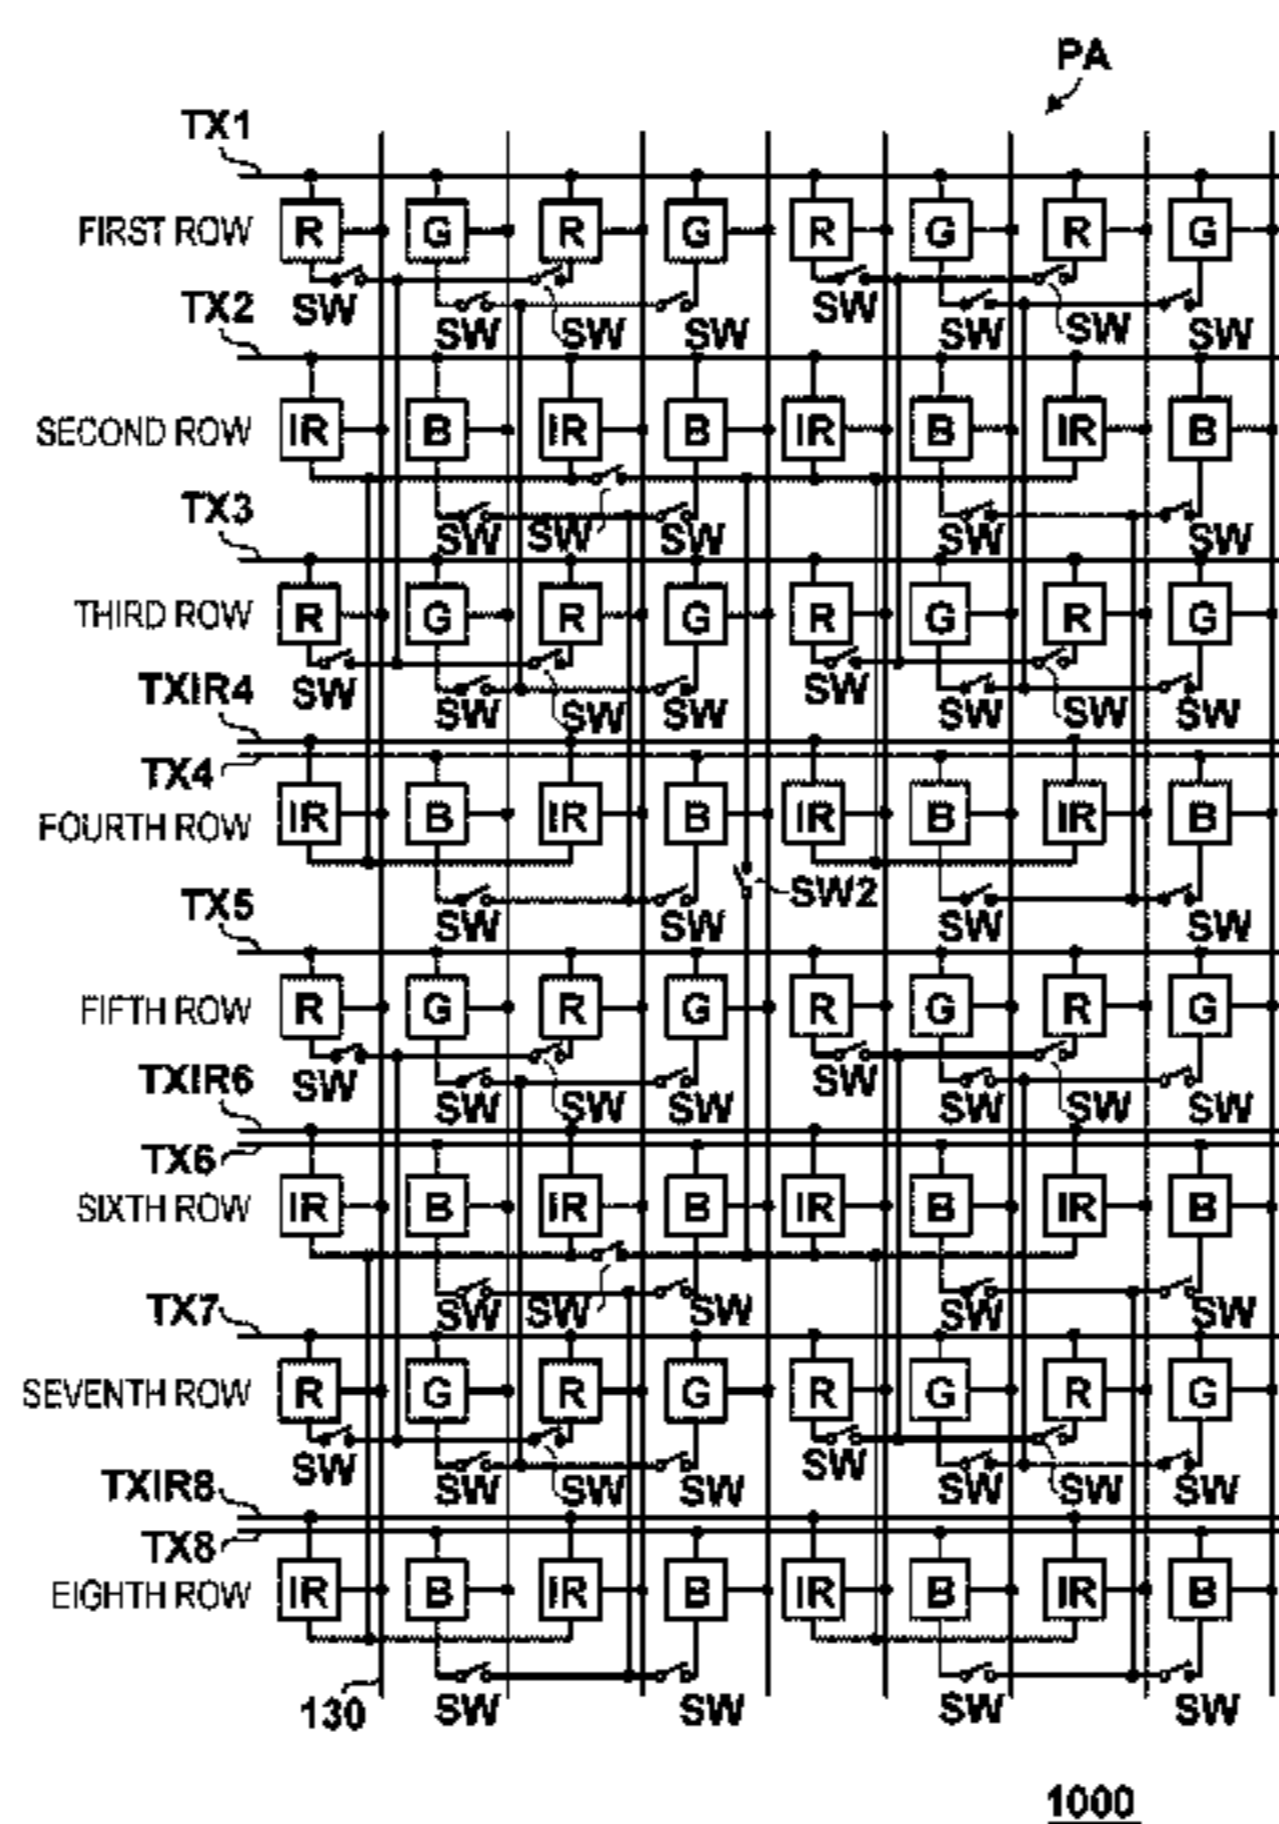 PA
TX1
FIRST ROW R G R G R G R G
SW SW SW SW SW SW SW SW
TX2
SECOND ROW IR B IR B IR B IR B
SW SW SW SW SW
TX3
THIRD ROW R G R G R G R G
SW SW SW SW SW SW SW SW
TXIR4
TX4
FOURTH ROW IR B IR B IR B IR B
SW2
SW SW SW SW
TX5
FIFTH ROW R G R G R G R G
SW SW SW SW SW SW SW SW
TXIR6
TX6
SIXTH ROW IR B IR B IR B IR B
SW SW SW SW SW
TX7
SEVENTH ROW R G R G R G R G
SW SW SW SW SW SW SW SW
TXIR8
TX8
EIGHTH ROW IR B IR B IR B IR B
130 SW SW SW SW
1000